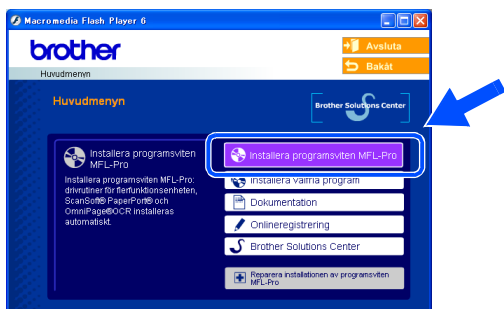 Macromedia Flash Player 6
brother
Avsluta
Bakåt
Huvudmenyn
Huvudmenyn
Brother Solutions Center
Installera programsviten
MFL-Pro
Installera programsviten MFL-Pro:
drivrutiner för flerfunktionsenheten,
ScanSoft® PaperPort® och
OmniPage®OCR installeras
automatiskt.
Installera programsviten MFL-Pro
Installera valfria program
Dokumentation
Onlineregistrering
Brother Solutions Center
Reparera installationen av programsviten
MFL-Pro